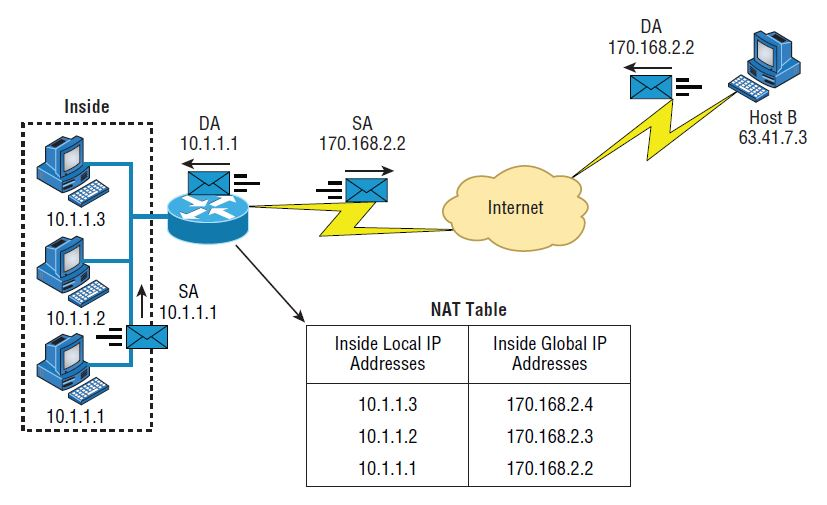 DA
170.168.2.2
Host B
63.41.7.3
Inside
DA
10.1.1.1
SA
170.168.2.2
Internet
10.1.1.3
10.1.1.2
SA
10.1.1.1
10.1.1.1
NAT Table
Inside Local IP
Addresses
Inside Global IP
Addresses
10.1.1.3
170.168.2.4
10.1.1.2
170.168.2.3
10.1.1.1
170.168.2.2